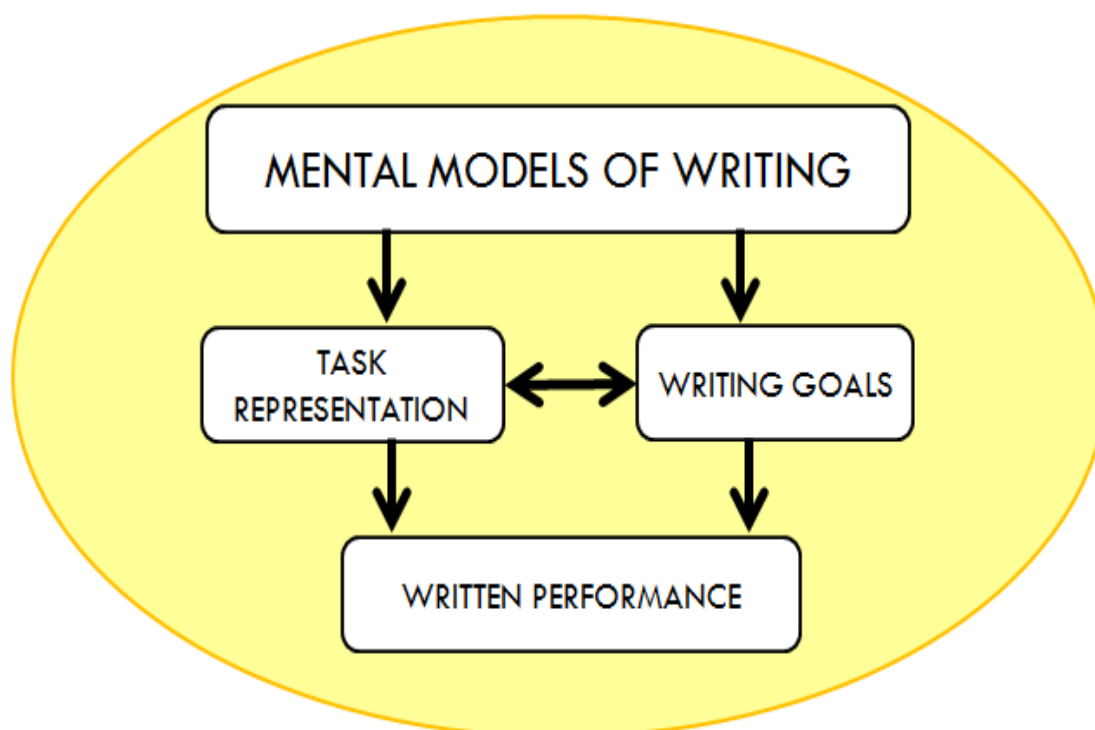 MENTAL MODELS OF WRITING
TASK
REPRESENTATION
WRITING GOALS
WRITTEN PERFORMANCE